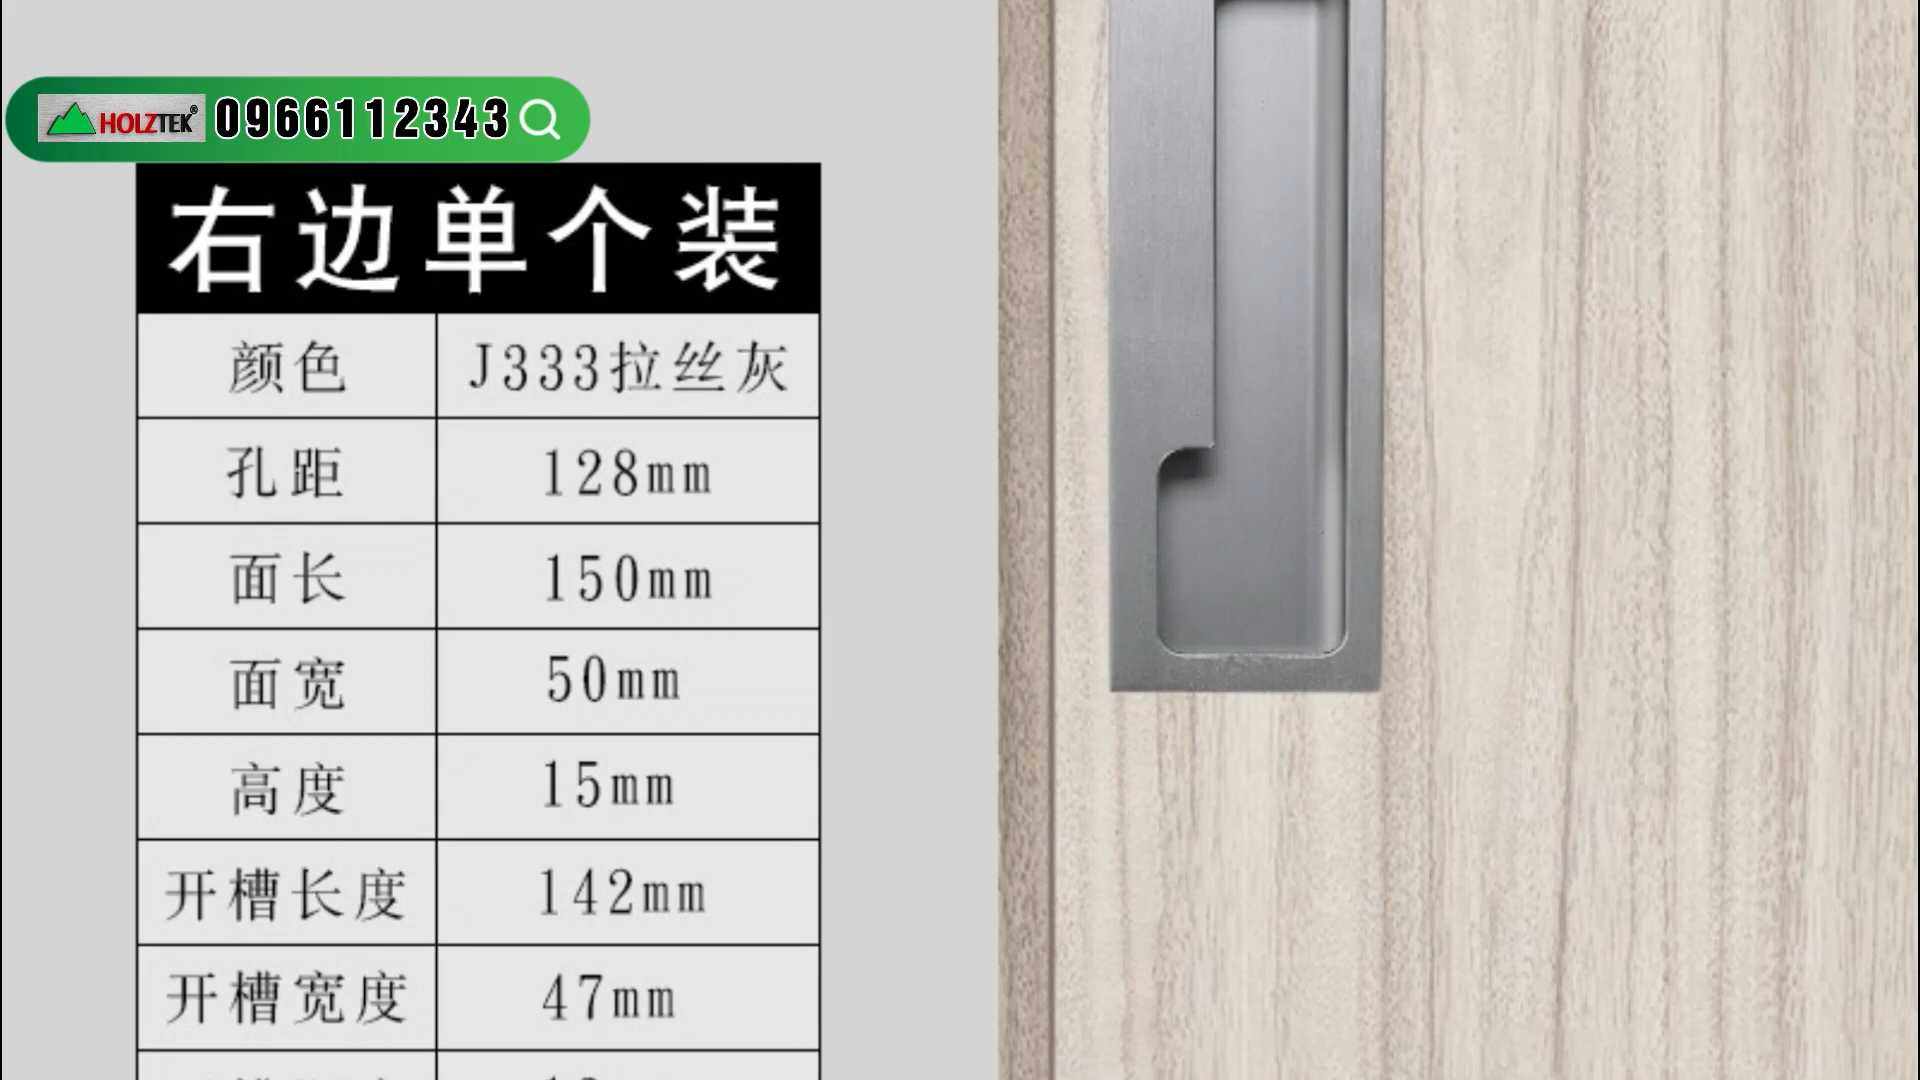 HOLZTEK® 0966112343
右边单个装
颜色 J333拉丝灰
孔距 128mm
面长 150mm
面宽 50mm
高度 15mm
开槽长度 142mm
开槽宽度 47mm